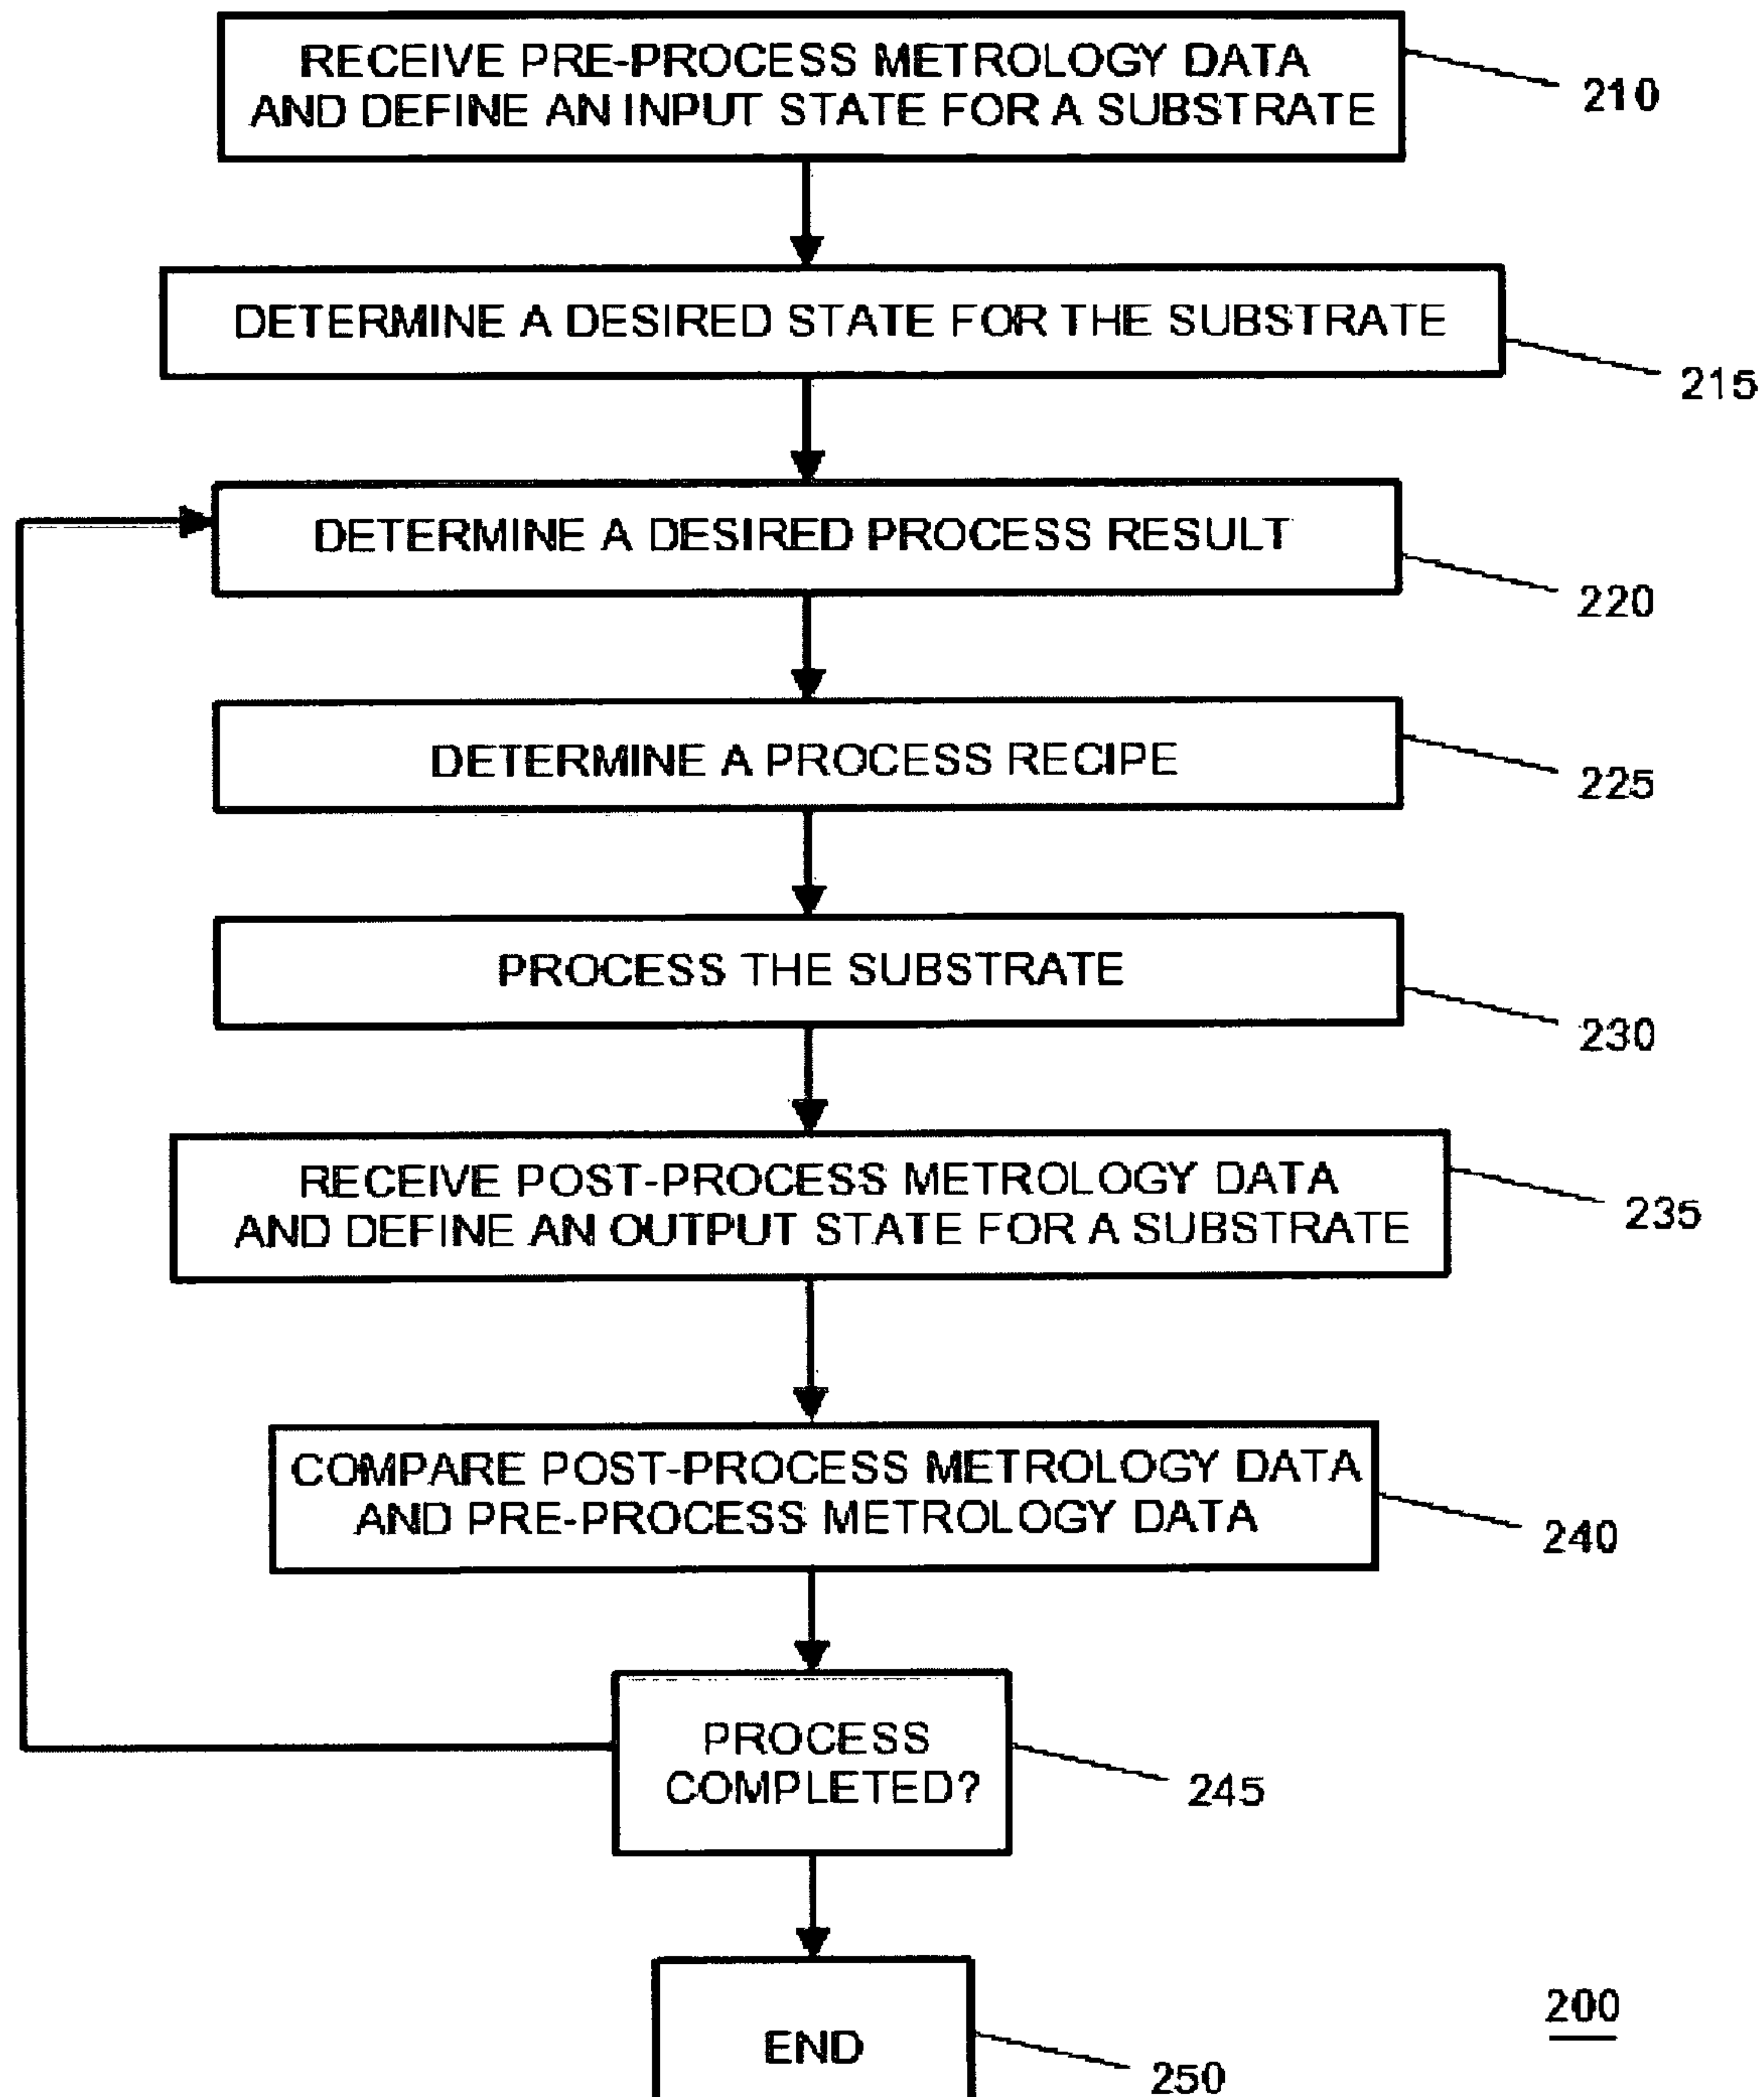 RECEIVE PRE-PROCESS METROLOGY DATA
AND DEFINE AN INPUT STATE FOR A SUBSTRATE
210
DETERMINE A DESIRED STATE FOR THE SUBSTRATE
215
DETERMINE A DESIRED PROCESS RESULT
220
DETERMINE A PROCESS RECIPE
225
PROCESS THE SUBSTRATE
230
RECEIVE POST-PROCESS METROLOGY DATA
AND DEFINE AN OUTPUT STATE FOR A SUBSTRATE
235
COMPARE POST-PROCESS METROLOGY DATA
AND PRE-PROCESS METROLOGY DATA
240
PROCESS
COMPLETED?
245
END
250
200